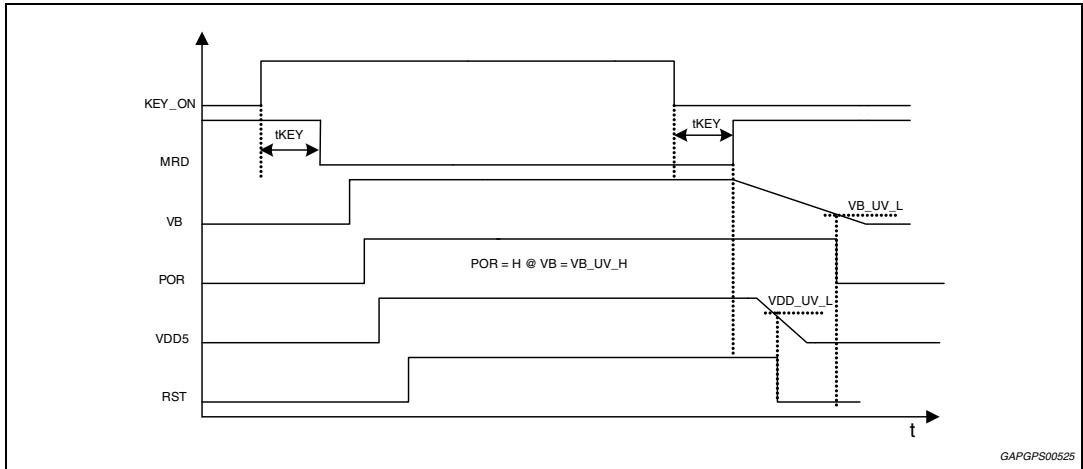 KEY_ON
tKEY
tKEY
MRD
VB_UV_L
VB
POR = H @ VB = VB_UV_H
POR
VDD_UV_L
VDD5
RST
t
GAPGPS00525